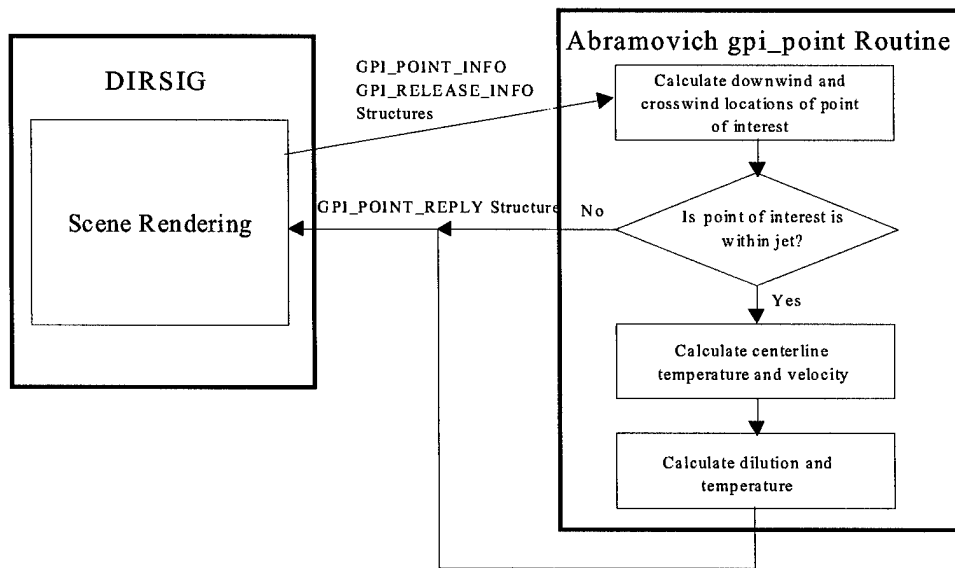 DIRSIG
Scene Rendering
GPI_POINT_INFO
GPI_RELEASE_INFO
Structures
GPI_POINT_REPLY Structure
Abramovich gpi_point Routine
Calculate downwind and
crosswind locations of point
of interest
Is point of interest is
within jet?
No
Yes
Calculate centerline
temperature and velocity
Calculate dilution and
temperature